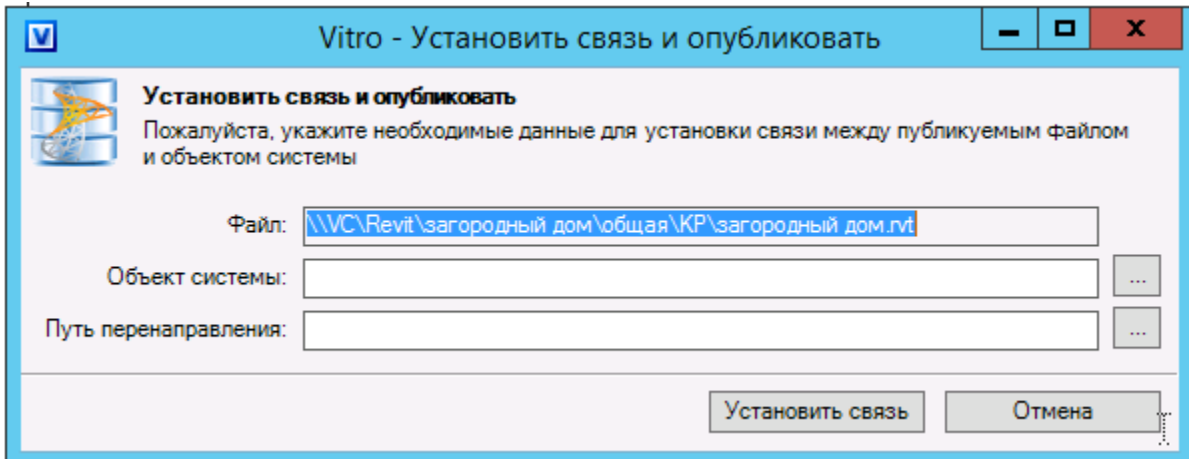 Vitro - Установить связь и опубликовать
Установить связь и опубликовать
Пожалуйста, укажите необходимые данные для установки связи между публикуемым файлом
и объектом системы
Файл: \\VC\Revit\загородный дом\общая\КР\загородный дом.rvt
Объект системы: ...
Путь перенаправления: ...
Установить связь Отмена